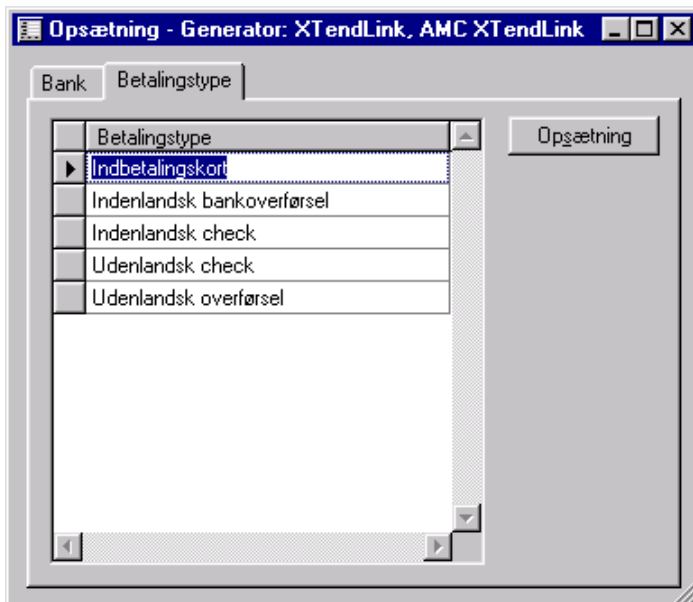 Opsætning - Generator: XTendLink, AMC XTendLink
Bank
Betalingstype
Betalingstype
Opsætning
Indbetalingskort
Indenlandsk bankoverførsel
Indenlandsk check
Udenlandsk check
Udenlandsk overførsel